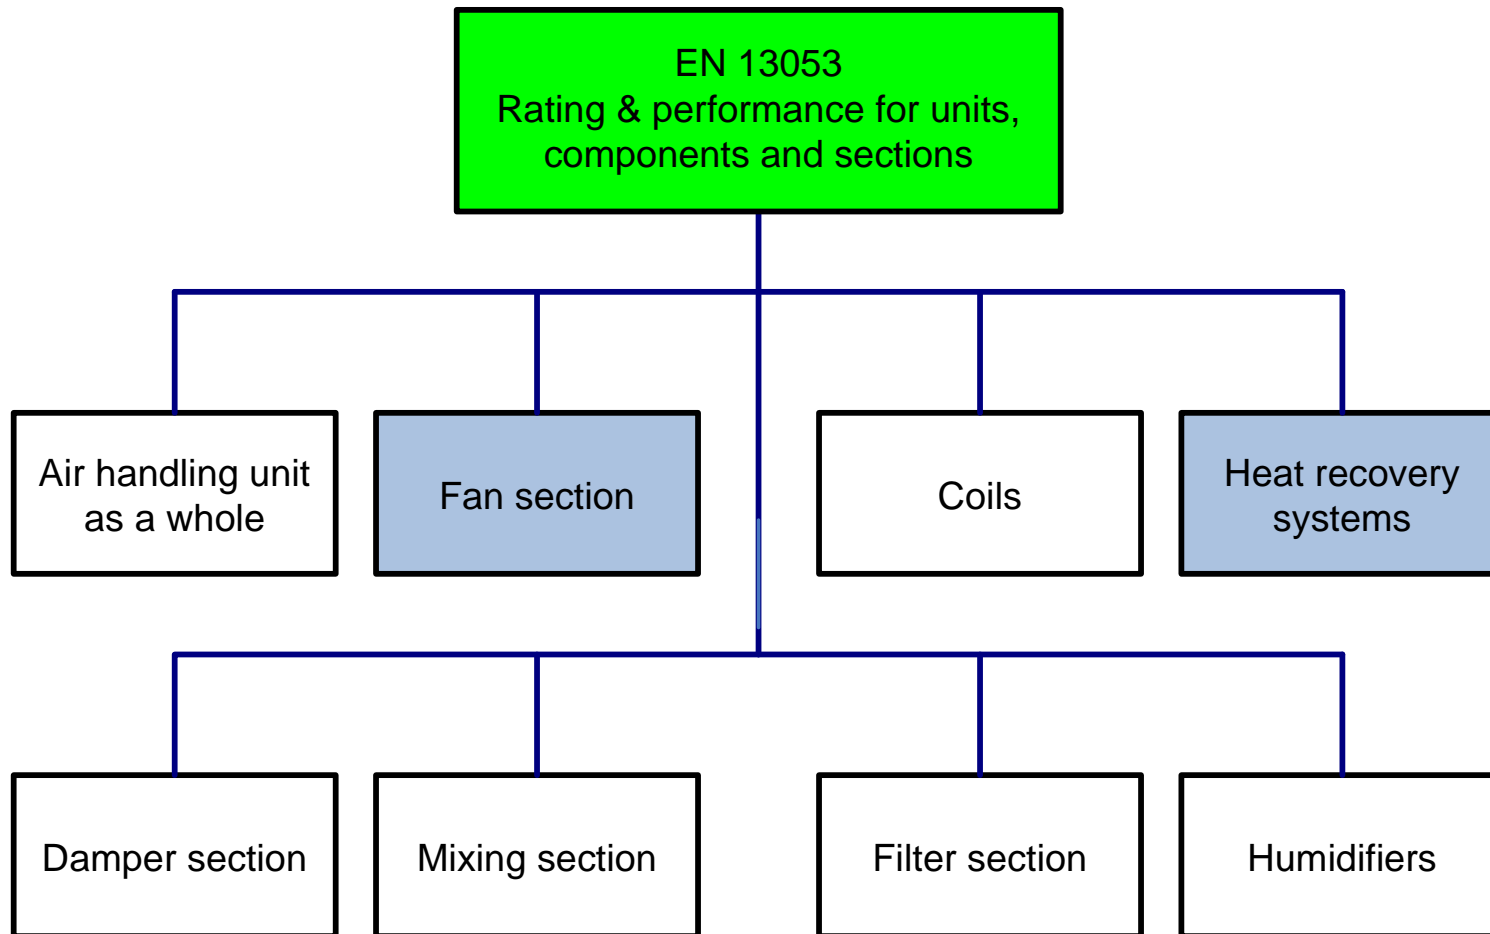 EN 13053
Rating & performance for units,
components and sections
Air handling unit
as a whole
Fan section
Coils
Heat recovery
systems
Damper section
Mixing section
Filter section
Humidifiers